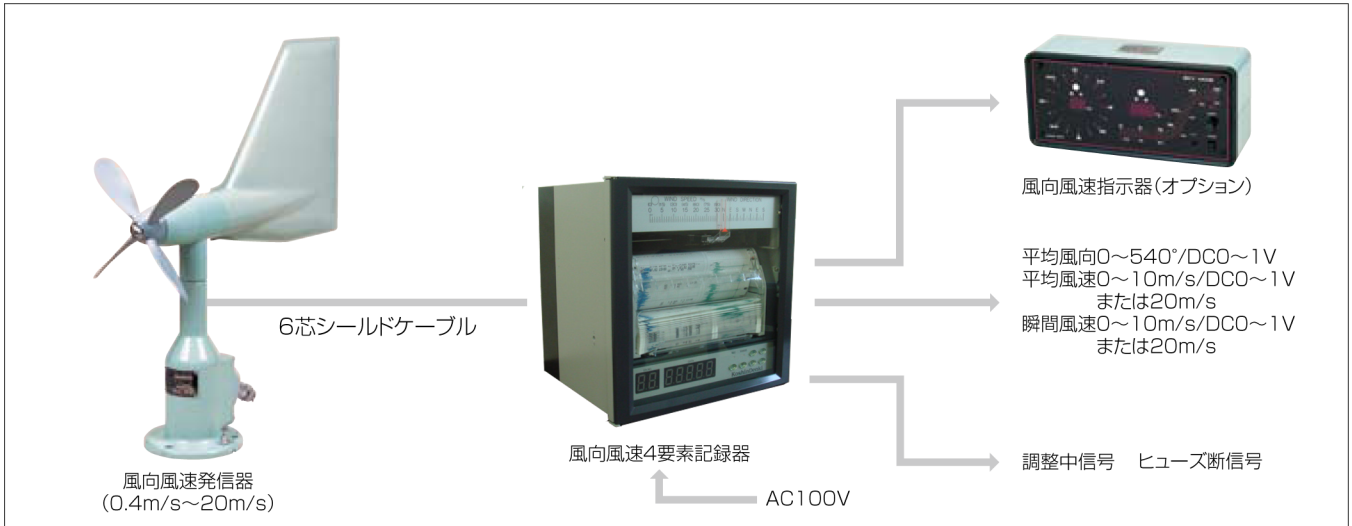 風向風速指示器(オプション)
平均風向0～540°/DC0～1V
平均風速0～10m/s/DC0～1V
または20m/s
瞬間風速0～10m/s/DC0～1V
または20m/s
6芯シールドケーブル
風向風速4要素記録器
調整中信号 ヒューズ断信号
風向風速発信器
(0.4m/s～20m/s)
AC100V